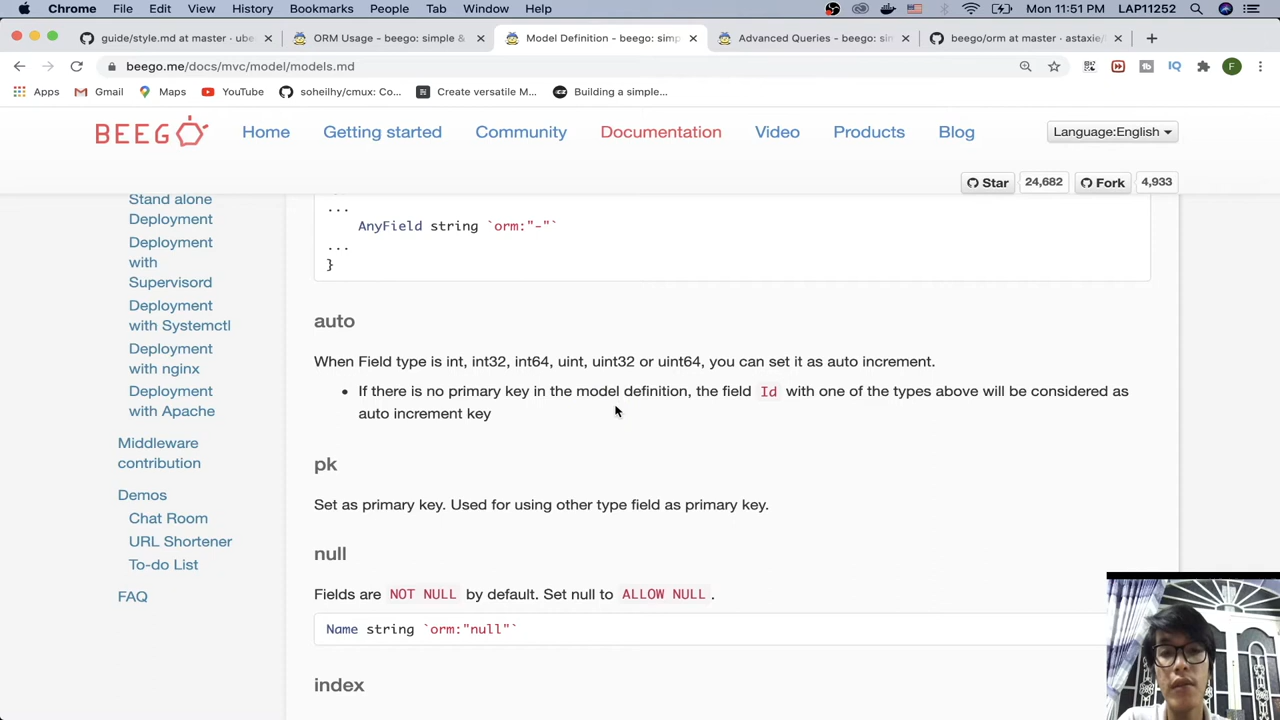 Chrome File Edit View History Bookmarks People Tab Window Help Mon 11:51 PM LAP11252
guide/style.md at master · ube
ORM Usage - beego: simple &
Model Definition - beego: simp
Advanced Queries - beego: sin
beego/orm at master · astaxie/
beego.me/docs/mvc/model/models.md
Apps Gmail Maps YouTube soheilhy/cmux: Co... Create versatile M... Building a simple...
BEEGO Home Getting started Community Documentation Video Products Blog Language:English
Star 24,682 Fork 4,933
Stand alone
Deployment
Deployment
with
Supervisord
Deployment
with Systemctl
Deployment
with nginx
Deployment
with Apache
Middleware
contribution
Demos
Chat Room
URL Shortener
To-do List
FAQ
...
AnyField string `orm:"-"`
...
}
auto
When Field type is int, int32, int64, uint, uint32 or uint64, you can set it as auto increment.
• If there is no primary key in the model definition, the field Id with one of the types above will be considered as
auto increment key
pk
Set as primary key. Used for using other type field as primary key.
null
Fields are NOT NULL by default. Set null to ALLOW NULL.
Name string `orm:"null"`
index